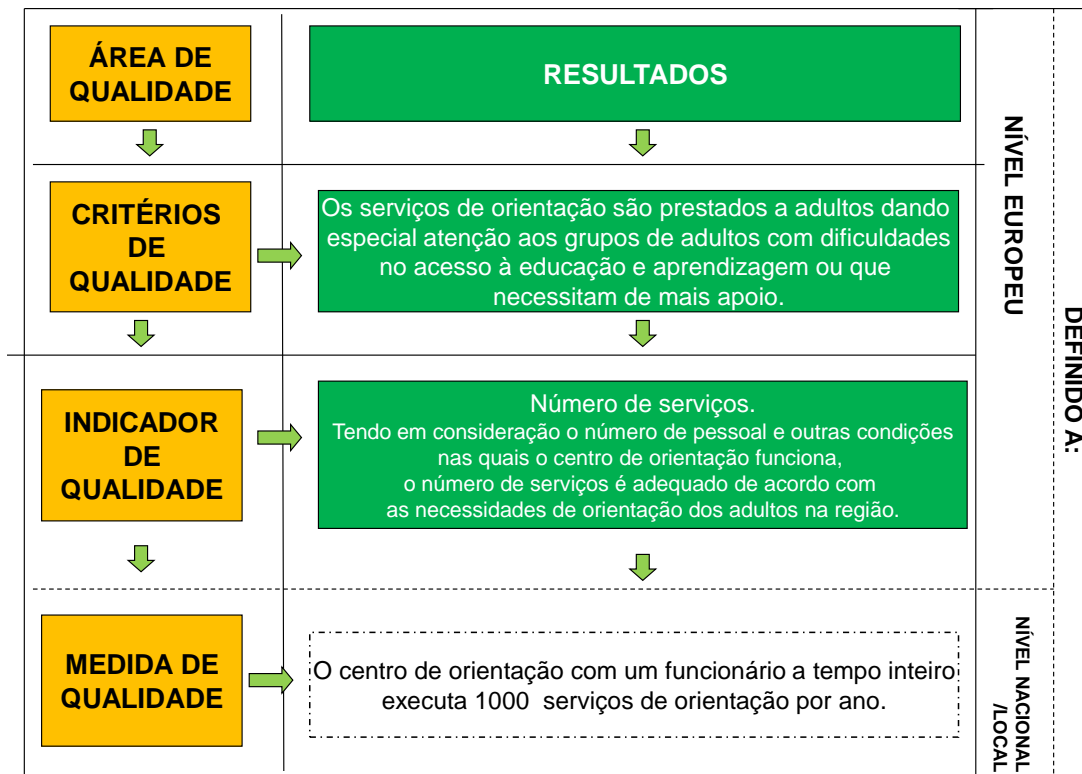 ÁREA DE
QUALIDADE
RESULTADOS
CRITÉRIOS
DE
QUALIDADE
Os serviços de orientação são prestados a adultos dando
especial atenção aos grupos de adultos com dificuldades
no acesso à educação e aprendizagem ou que
necessitam de mais apoio.
INDICADOR
DE
QUALIDADE
Número de serviços.
Tendo em consideração o número de pessoal e outras condições
nas quais o centro de orientação funciona,
o número de serviços é adequado de acordo com
as necessidades de orientação dos adultos na região.
MEDIDA DE
QUALIDADE
O centro de orientação com um funcionário a tempo inteiro
executa 1000 serviços de orientação por ano.
NÍVEL EUROPEU
NÍVEL NACIONAL
/LOCAL
DEFINIDO A: